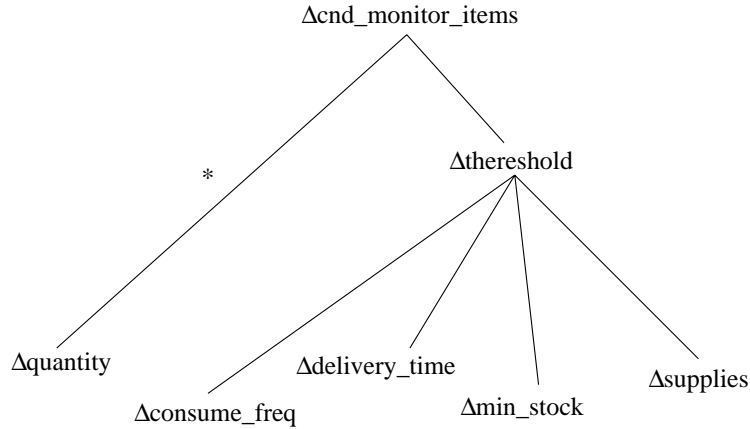 Δcnd_monitor_items
*
Δthereshold
Δquantity
Δdelivery_time
Δsupplies
Δconsume_freq
Δmin_stock